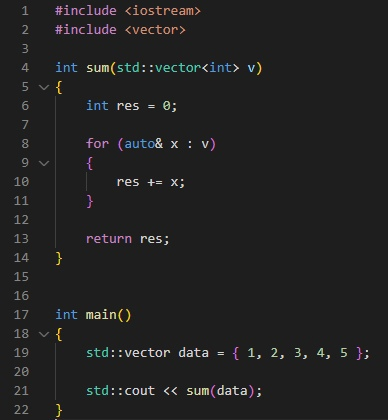 1 #include <iostream>
2 #include <vector>
3
4 int sum(std::vector<int> v)
5 {
6     int res = 0;
7
8     for (auto& x : v)
9     {
10         res += x;
11     }
12
13     return res;
14 }
15
16
17 int main()
18 {
19     std::vector data = { 1, 2, 3, 4, 5 };
20
21     std::cout << sum(data);
22 }